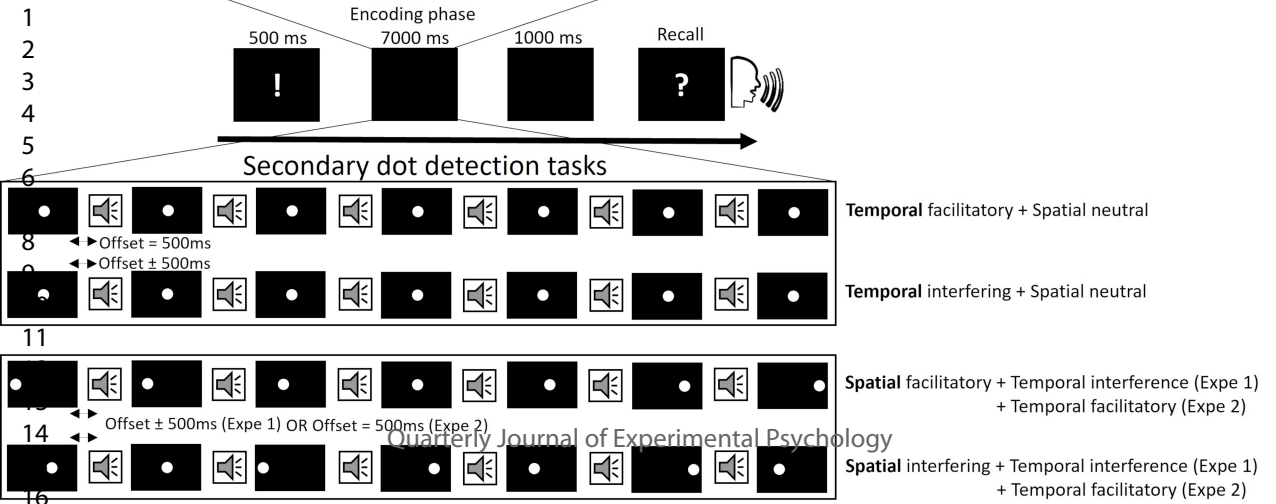 1
Encoding phase
500 ms 7000 ms 1000 ms Recall
2
! ?
3
4
5
Secondary dot detection tasks
6
Temporal facilitatory + Spatial neutral
8
Offset = 500ms
Offset ± 500ms
Temporal interfering + Spatial neutral
11
Spatial facilitatory + Temporal interference (Expe 1)
+ Temporal facilitatory (Expe 2)
Offset ± 500ms (Expe 1) OR Offset = 500ms (Expe 2)
14
Quarterly Journal of Experimental Psychology
Spatial interfering + Temporal interference (Expe 1)
+ Temporal facilitatory (Expe 2)
16